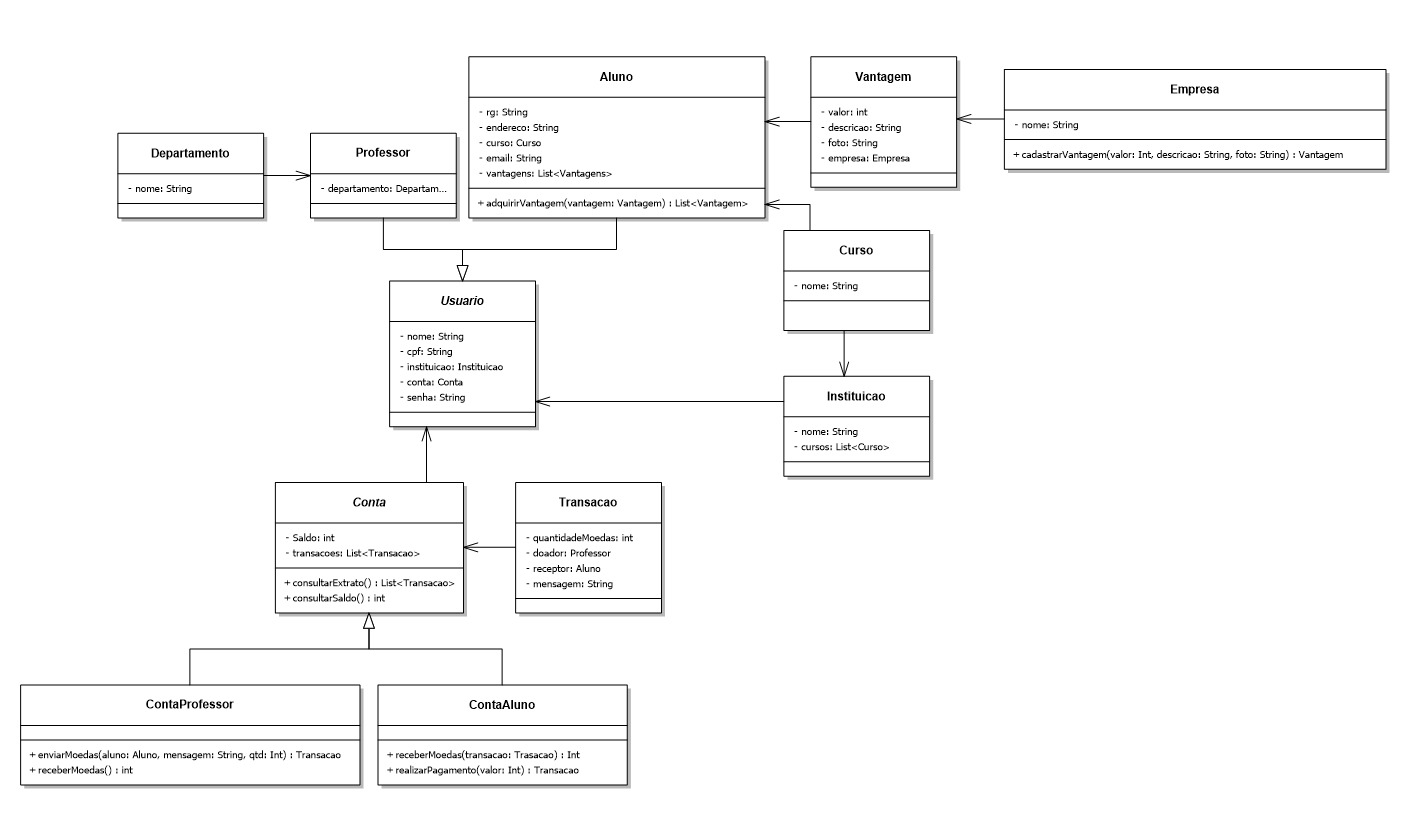 Aluno
- rg: String
- endereco: String
- curso: Curso
- email: String
- vantagens: List<Vantagens>
+ adquirirVantagem(vantagem: Vantagem) : List<Vantagem>
Vantagem
- valor: int
- descricao: String
- foto: String
- empresa: Empresa
Empresa
- nome: String
+ cadastrarVantagem(valor: Int, descricao: String, foto: String) : Vantagem
Departamento
- nome: String
Professor
- departamento: Departam...
Curso
- nome: String
Usuario
- nome: String
- cpf: String
- instituicao: Instituicao
- conta: Conta
- senha: String
Instituicao
- nome: String
- cursos: List<Curso>
Conta
- Saldo: int
- transacoes: List<Transacao>
+ consultarExtrato() : List<Transacao>
+ consultarSaldo() : int
Transacao
- quantidadeMoedas: int
- doador: Professor
- receptor: Aluno
- mensagem: String
ContaProfessor
+ enviarMoedas(aluno: Aluno, mensagem: String, qtd: Int) : Transacao
+ receberMoedas() : int
ContaAluno
+ receberMoedas(transacao: Trasacao) : Int
+ realizarPagamento(valor: Int) : Transacao